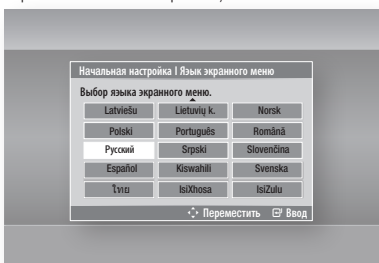 Начальная настройка I Язык экранного меню
Выбор языка экранного меню.
Latviešu Lietuvių k. Norsk
Polski Português Română
Русский Srpski Slovenčina
Español Kiswahili Svenska
ไทย IsiXhosa IsiZulu
Переместить Ввод